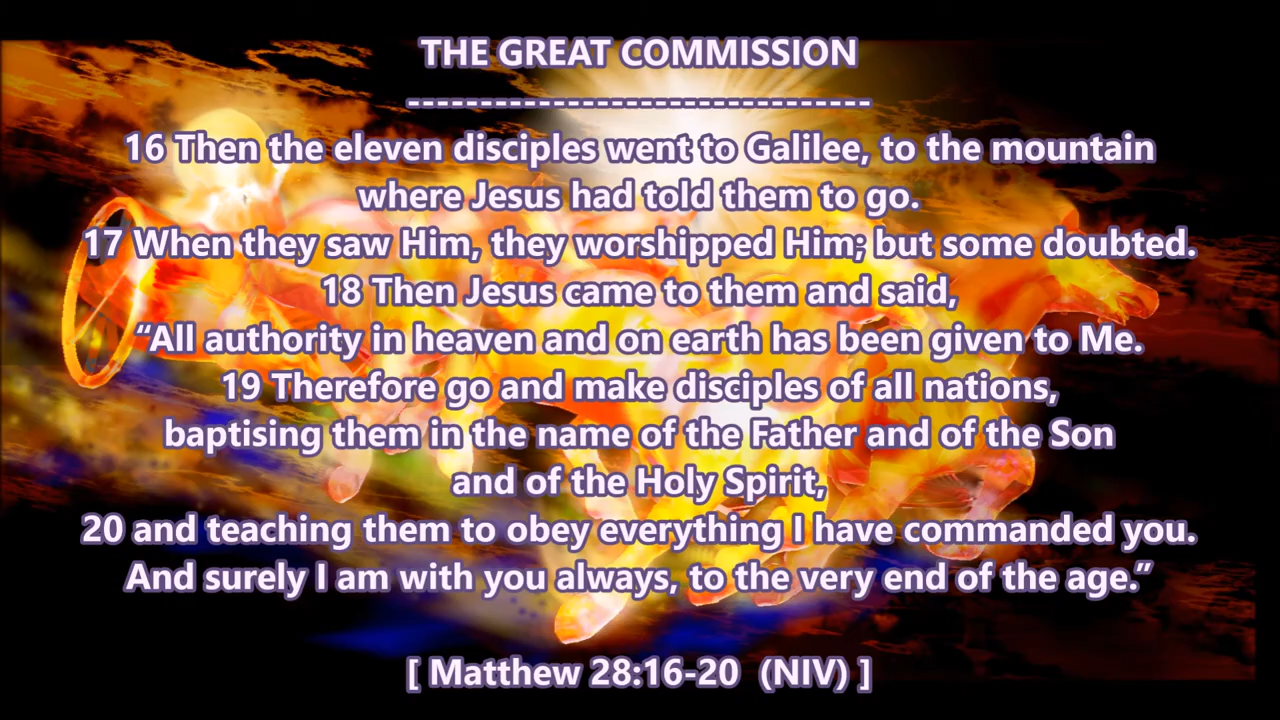 THE GREAT COMMISSION
--------------------------------
16 Then the eleven disciples went to Galilee, to the mountain
where Jesus had told them to go.
17 When they saw Him, they worshipped Him; but some doubted.
18 Then Jesus came to them and said,
“All authority in heaven and on earth has been given to Me.
19 Therefore go and make disciples of all nations,
baptising them in the name of the Father and of the Son
and of the Holy Spirit,
20 and teaching them to obey everything I have commanded you.
And surely I am with you always, to the very end of the age.”
[ Matthew 28:16-20  (NIV) ]